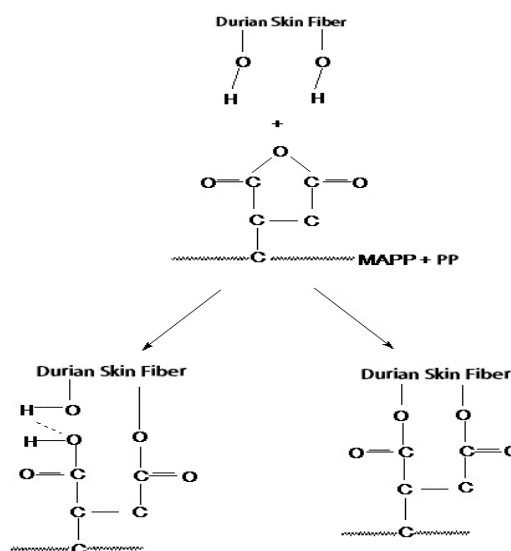 Durian Skin Fiber
O O
H H
+
O
O=C C=O
C — C
C MAPP + PP
Durian Skin Fiber
H—O
H—O O
O=C C=O
C — C
C
Durian Skin Fiber
O O
O=C C=O
C — C
C